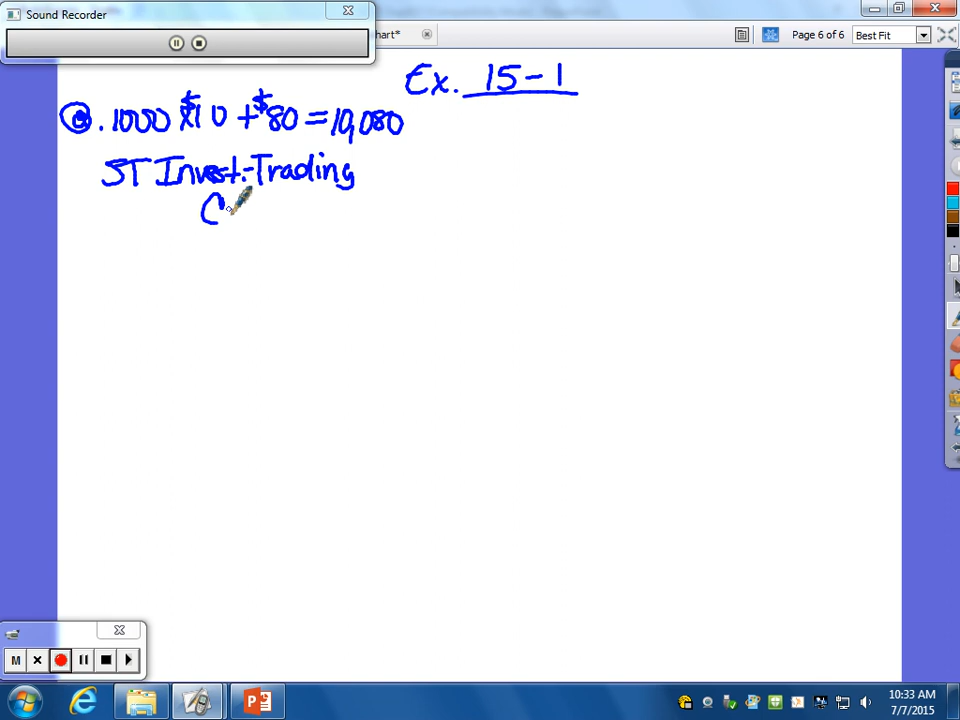 Sound Recorder
hart*
Page 6 of 6
Best Fit
Ex. 15-1
a. 1000 x $10 + $80 = 10,080
ST Invest.-Trading
C
M
10:33 AM
7/7/2015